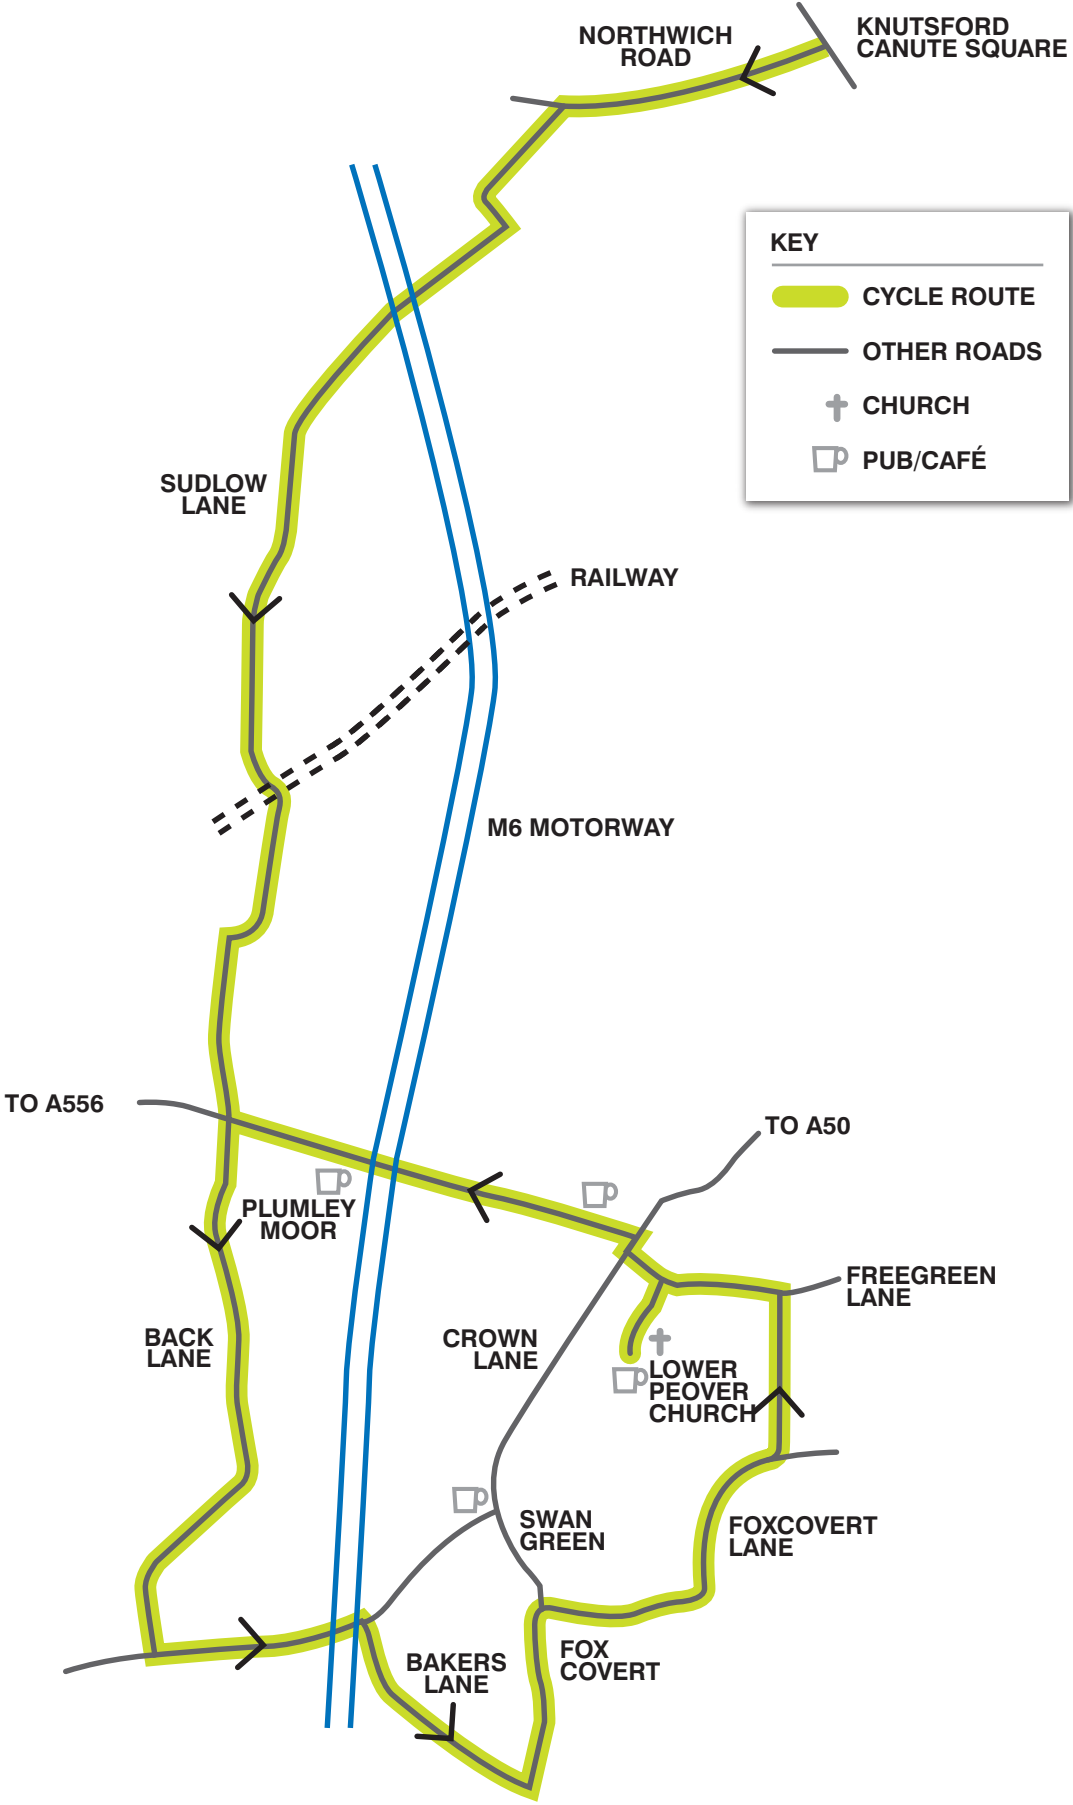 NORTHWICH
ROAD
KNUTSFORD
CANUTE SQUARE
KEY
CYCLE ROUTE
OTHER ROADS
CHURCH
PUB/CAFÉ
SUDLOW
LANE
RAILWAY
M6 MOTORWAY
TO A556
TO A50
PLUMLEY
MOOR
FREEGREEN
LANE
BACK
LANE
CROWN
LANE
LOWER
PEOVER
CHURCH
SWAN
GREEN
FOXCOVERT
LANE
BAKERS
LANE
FOX
COVERT